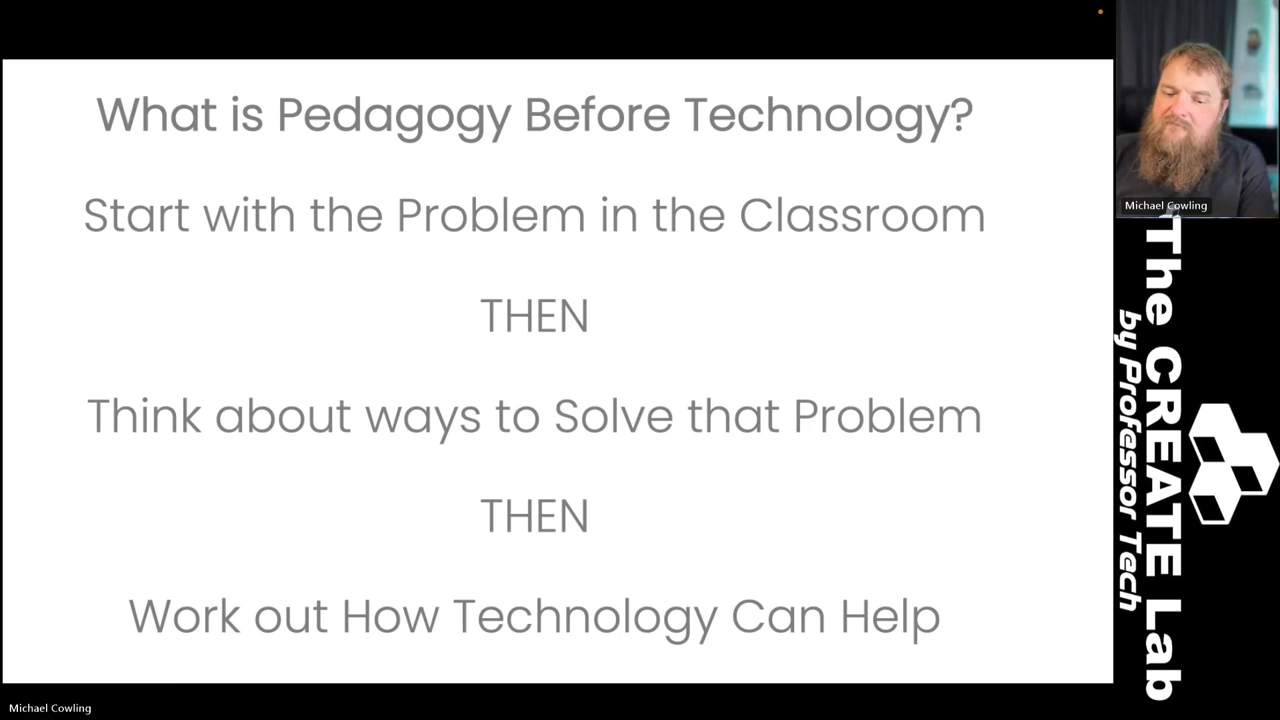 What is Pedagogy Before Technology?
Start with the Problem in the Classroom
THEN
Think about ways to Solve that Problem
THEN
Work out How Technology Can Help
Michael Cowling
The CREATE Lab
by Professor Tech
Michael Cowling